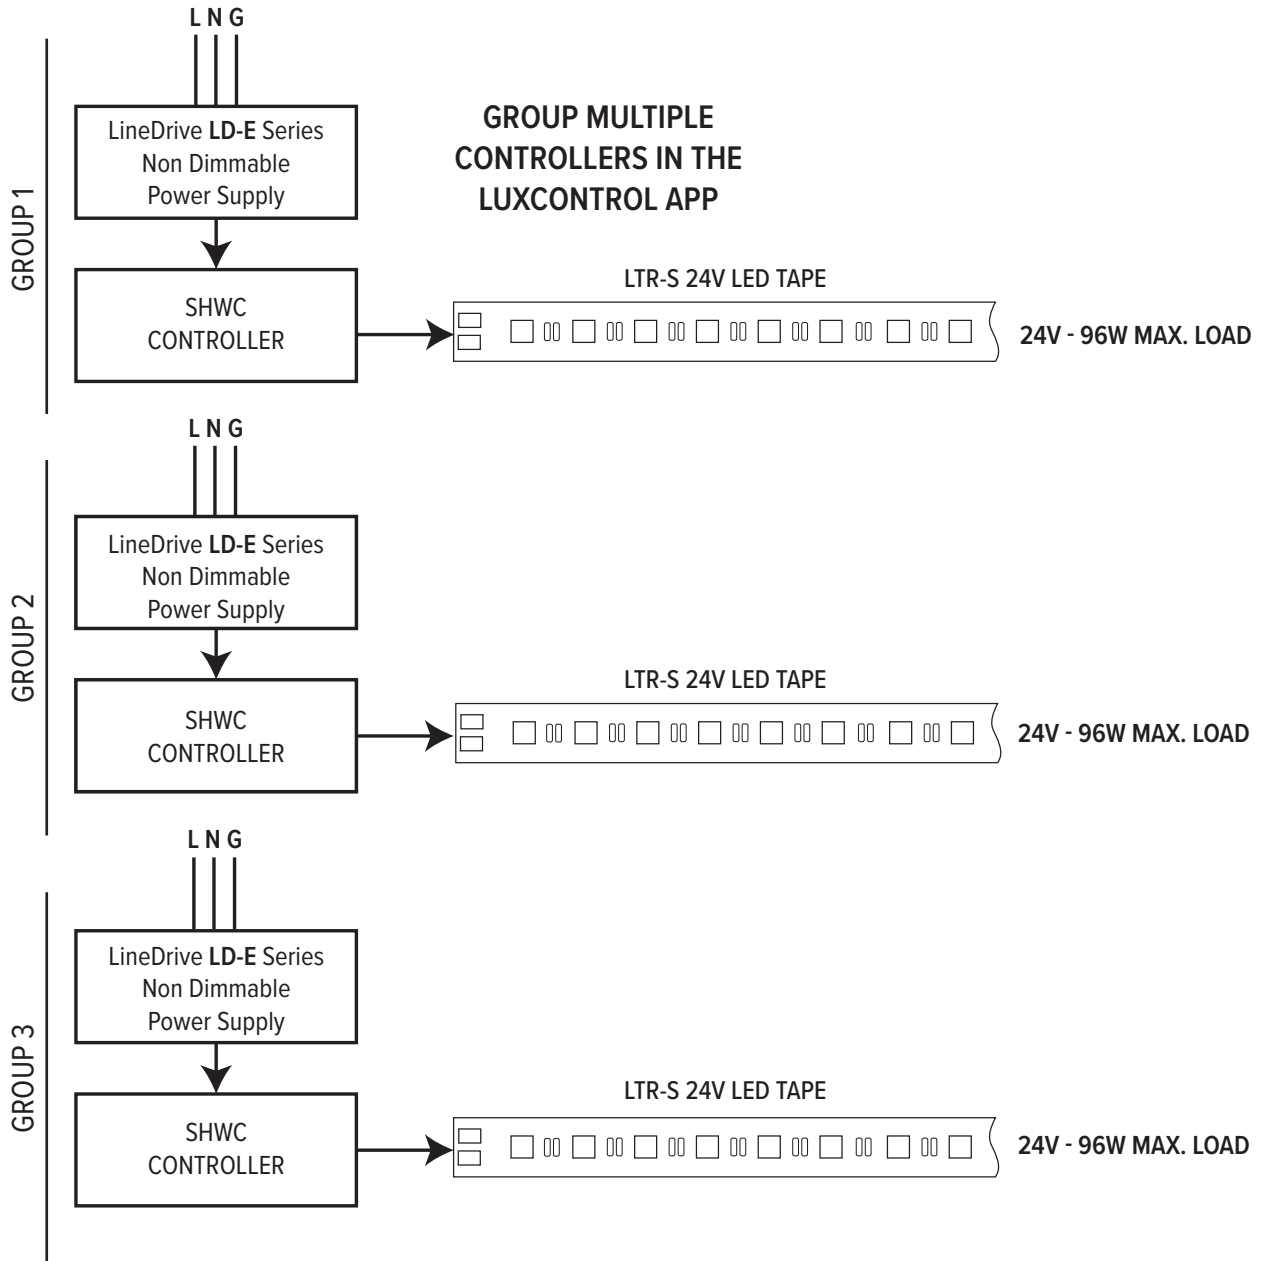 GROUP 1
L N G
LineDrive LD-E Series
Non Dimmable
Power Supply
GROUP MULTIPLE
CONTROLLERS IN THE
LUXCONTROL APP
SHWC
CONTROLLER
LTR-S 24V LED TAPE
24V - 96W MAX. LOAD
GROUP 2
L N G
LineDrive LD-E Series
Non Dimmable
Power Supply
SHWC
CONTROLLER
LTR-S 24V LED TAPE
24V - 96W MAX. LOAD
GROUP 3
L N G
LineDrive LD-E Series
Non Dimmable
Power Supply
SHWC
CONTROLLER
LTR-S 24V LED TAPE
24V - 96W MAX. LOAD